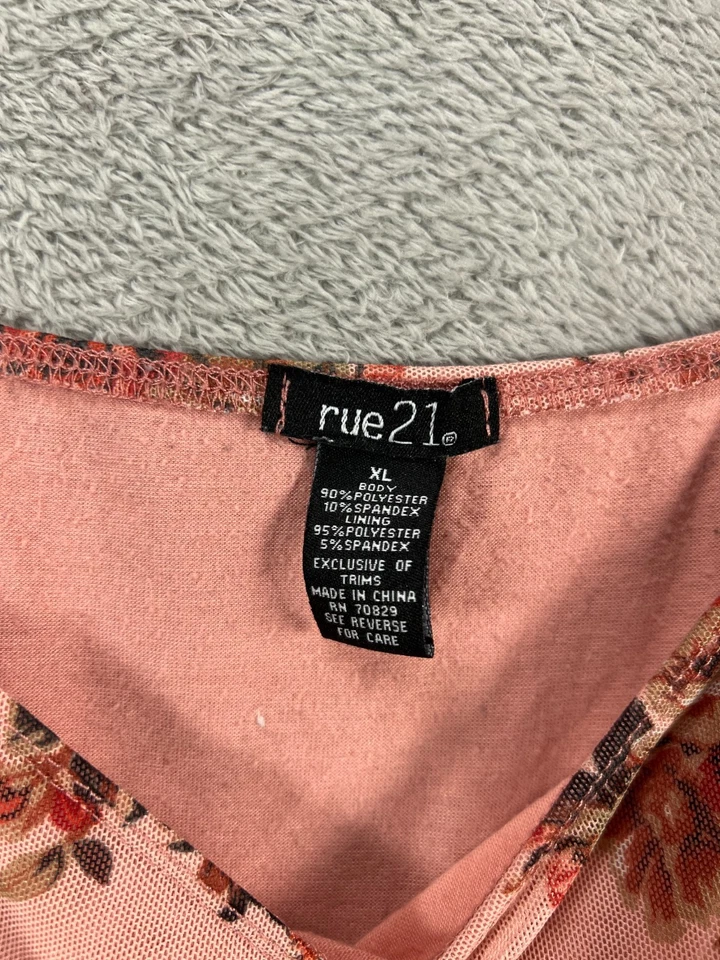 rue21®
XL
BODY
90%POLYESTER
10%SPANDEX
LINING
95%POLYESTER
5%SPANDEX
EXCLUSIVE OF
TRIMS
MADE IN CHINA
RN 70829
SEE REVERSE
FOR CARE